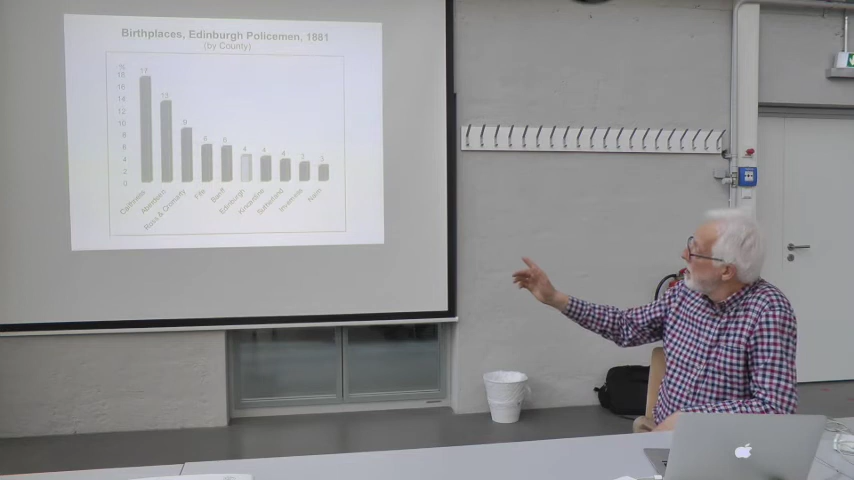 Birthplaces, Edinburgh Policemen, 1881
(by County)
%
18
16
14
12
10
8
6
4
2
0
17
13
9
6
6
4
4
4
3
3
Caithness
Aberdeen
Ross & Cromarty
Fife
Banff
Edinburgh
Kincardine
Sutherland
Inverness
Nairn